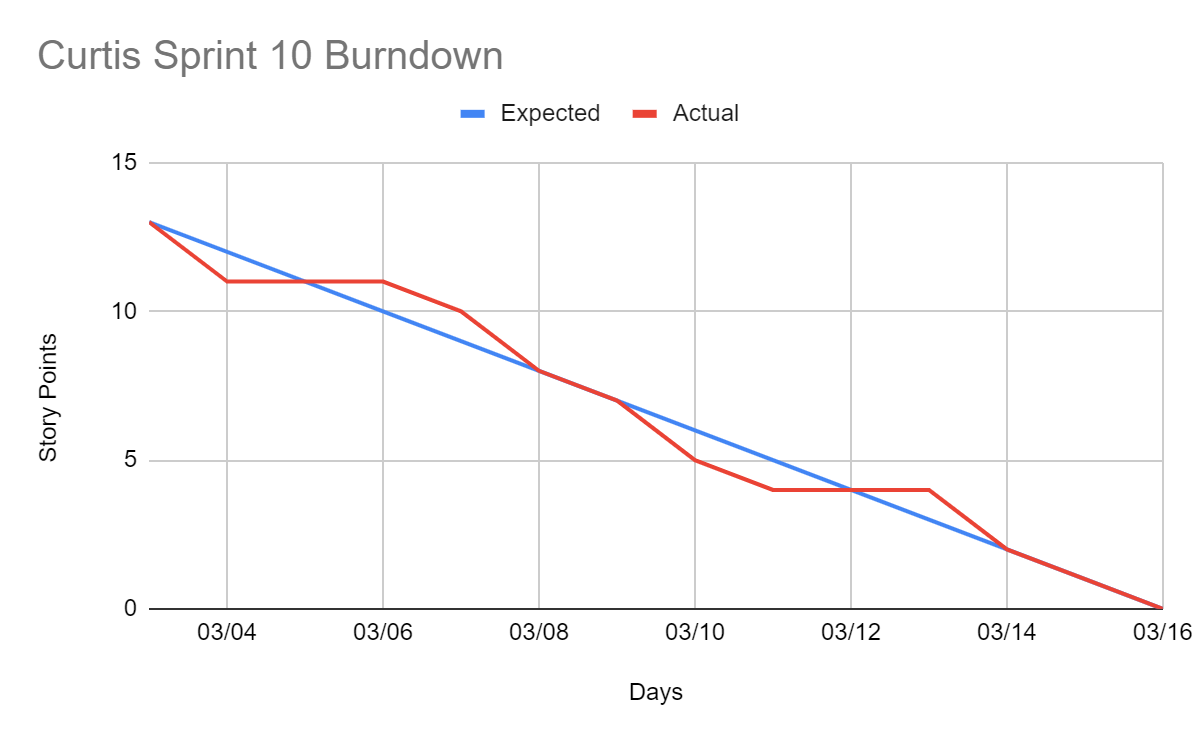 Curtis Sprint 10 Burndown
Expected Actual
15
10
5
0
Story Points
03/04 03/06 03/08 03/10 03/12 03/14 03/16
Days